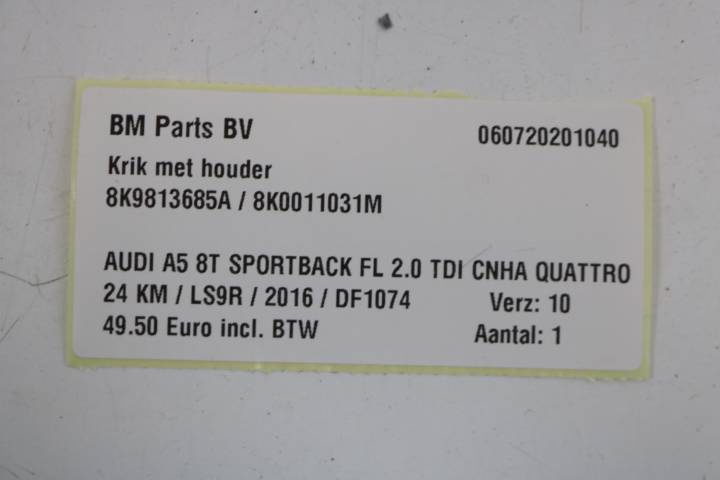 BM Parts BV 060720201040
Krik met houder
8K9813685A / 8K0011031M
AUDI A5 8T SPORTBACK FL 2.0 TDI CNHA QUATTRO
24 KM / LS9R / 2016 / DF1074 Verz: 10
49.50 Euro incl. BTW Aantal: 1